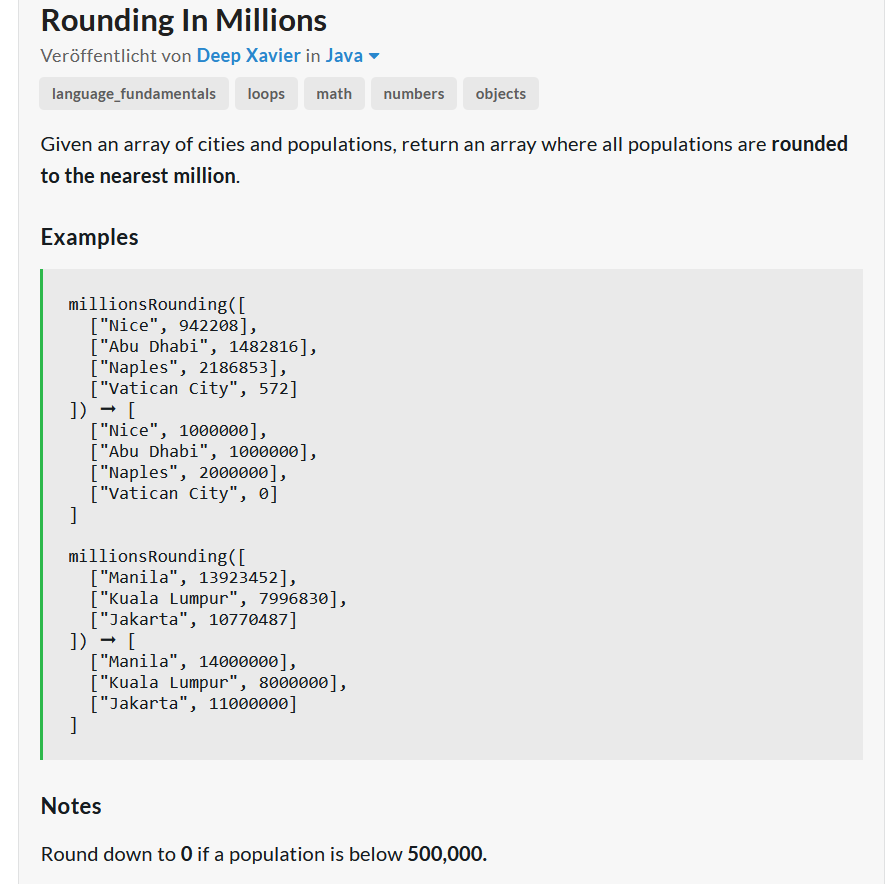 Rounding In Millions
Veröffentlicht von Deep Xavier in Java
language_fundamentals loops math numbers objects
Given an array of cities and populations, return an array where all populations are rounded
to the nearest million.
Examples
millionsRounding([
  ["Nice", 942208],
  ["Abu Dhabi", 1482816],
  ["Naples", 2186853],
  ["Vatican City", 572]
]) ➞ [
  ["Nice", 1000000],
  ["Abu Dhabi", 1000000],
  ["Naples", 2000000],
  ["Vatican City", 0]
]
millionsRounding([
  ["Manila", 13923452],
  ["Kuala Lumpur", 7996830],
  ["Jakarta", 10770487]
]) ➞ [
  ["Manila", 14000000],
  ["Kuala Lumpur", 8000000],
  ["Jakarta", 11000000]
]
Notes
Round down to 0 if a population is below 500,000.